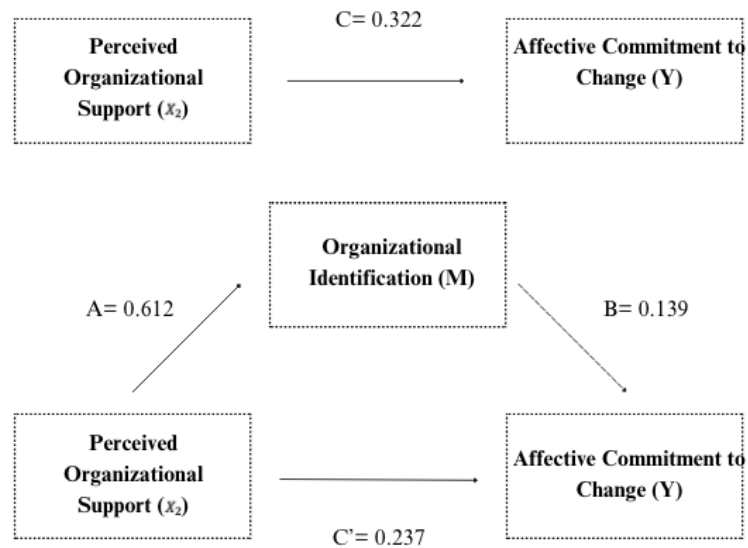 C= 0.322
Perceived
Organizational
Support (x₂)
Affective Commitment to
Change (Y)
Organizational
Identification (M)
A= 0.612
B= 0.139
Perceived
Organizational
Support (x₂)
Affective Commitment to
Change (Y)
C’= 0.237